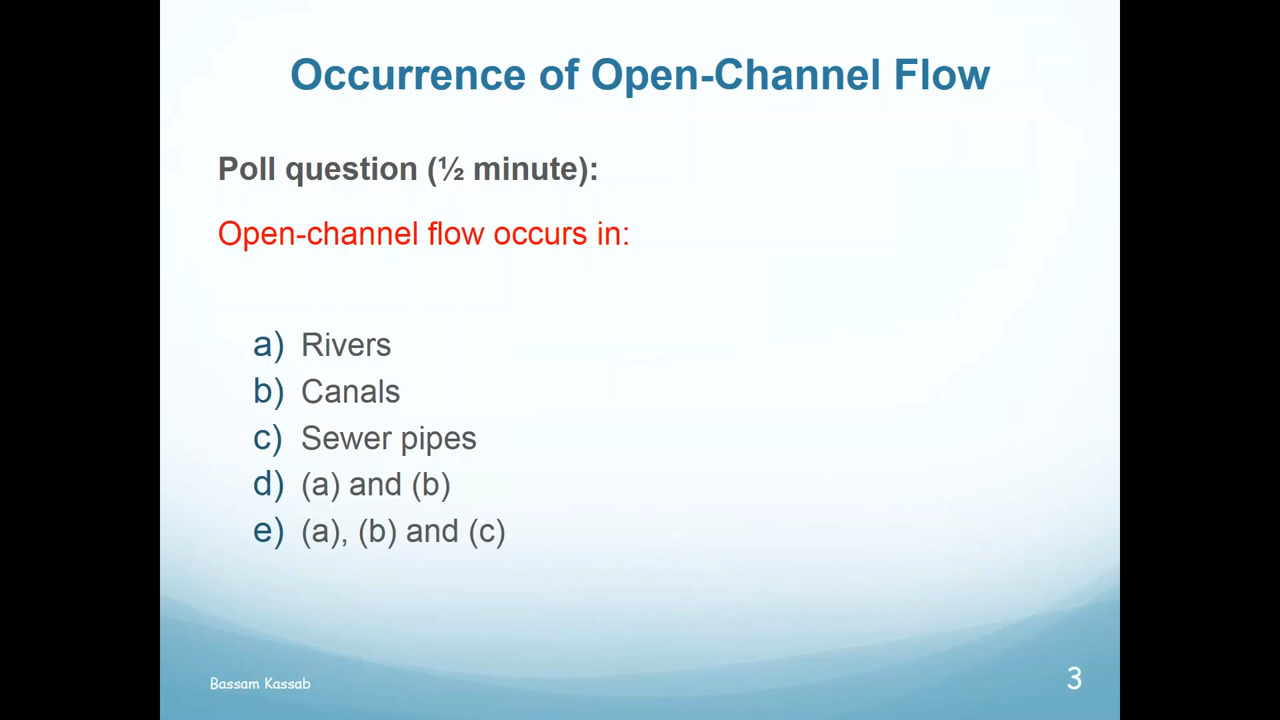 Occurrence of Open-Channel Flow
Poll question (½ minute):
Open-channel flow occurs in:
a) Rivers
b) Canals
c) Sewer pipes
d) (a) and (b)
e) (a), (b) and (c)
Bassam Kassab
3